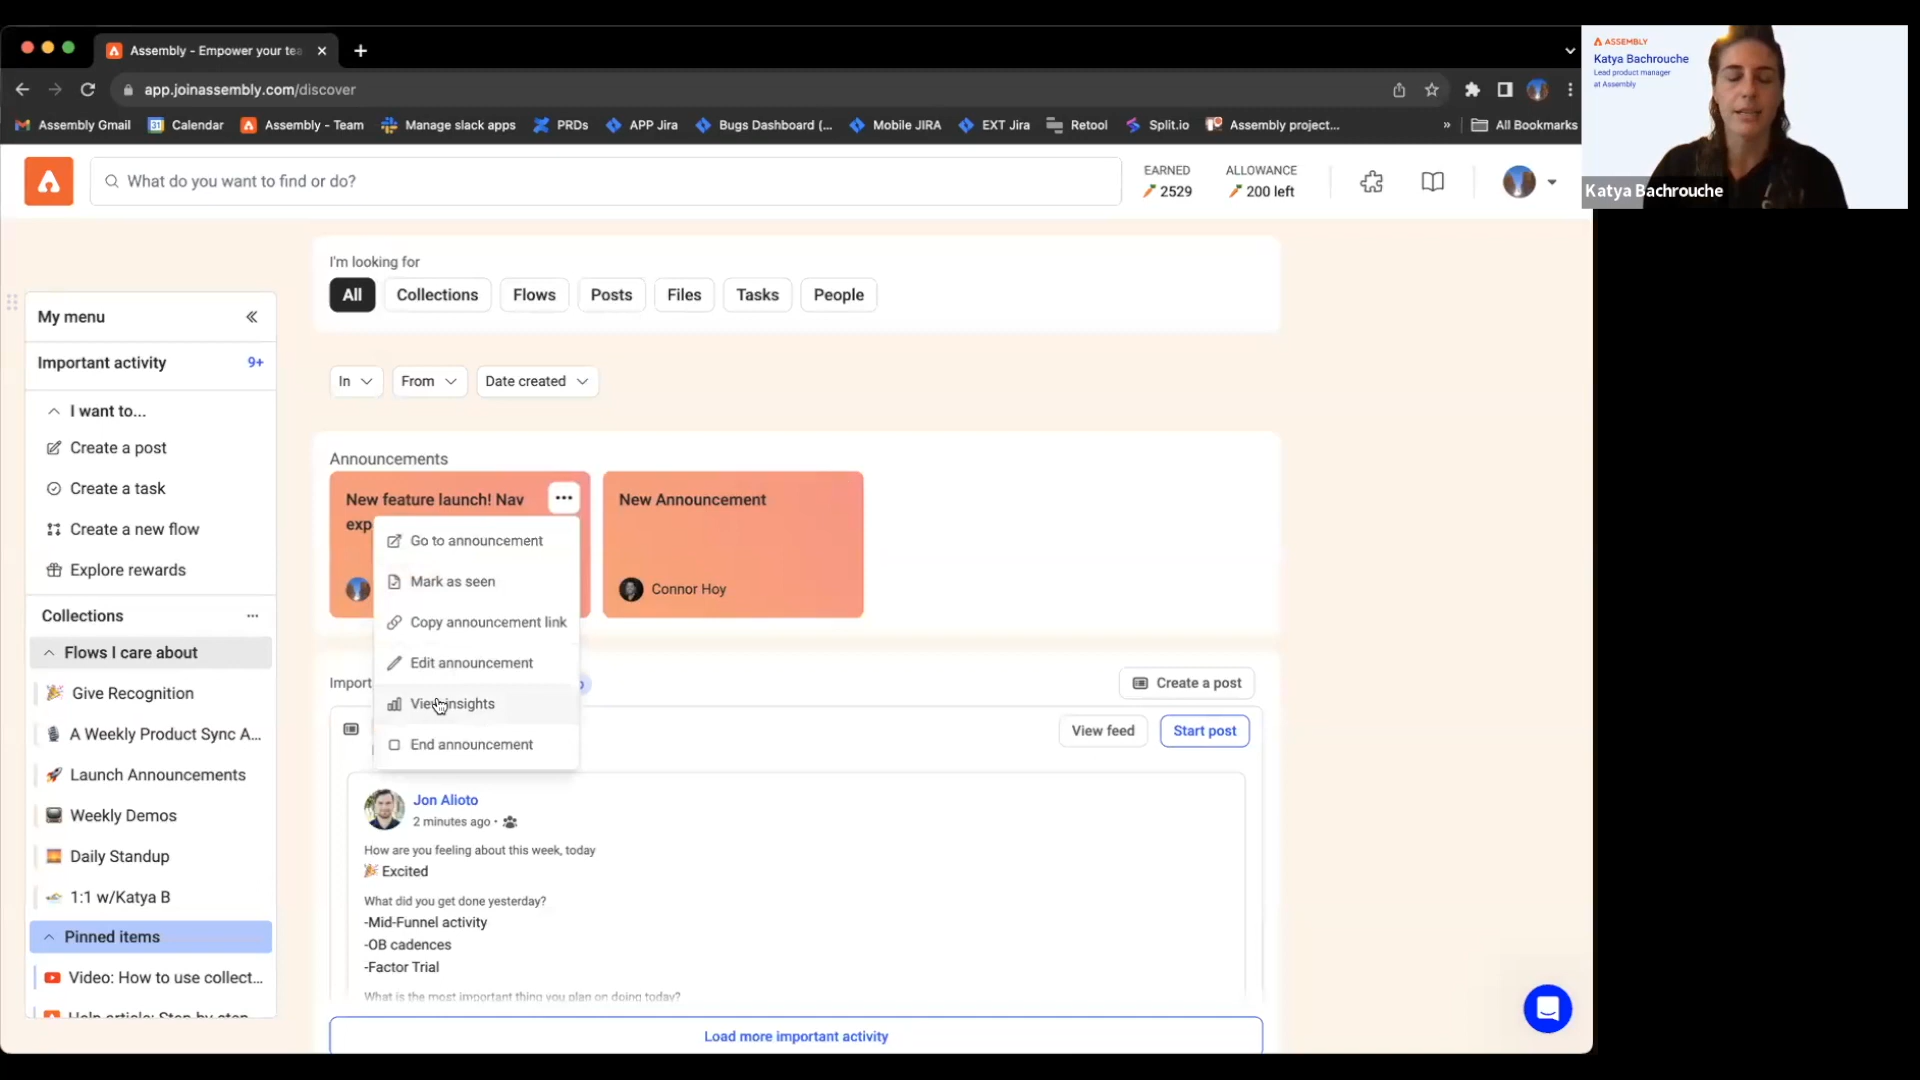 Assembly - Empower your tea
app.joinassembly.com/discover
Assembly Gmail
31
Calendar
Assembly - Team
Manage slack apps
PRDs
APP Jira
Bugs Dashboard (...
Mobile JIRA
EXT Jira
Retool
Split.io
Assembly project...
»
All Bookmarks
ASSEMBLY
Katya Bachrouche
Lead product manager
at Assembly
Katya Bachrouche
What do you want to find or do?
EARNED
2529
ALLOWANCE
200 left
I'm looking for
All
Collections
Flows
Posts
Files
Tasks
People
In
From
Date created
My menu
Important activity
9+
I want to...
Create a post
Create a task
Create a new flow
Explore rewards
Collections
Flows I care about
Give Recognition
A Weekly Product Sync A...
Launch Announcements
Weekly Demos
Daily Standup
1:1 w/Katya B
Pinned items
Video: How to use collect...
Help article: Step by step
Announcements
New feature launch! Nav
exp
New Announcement
Connor Hoy
Go to announcement
Mark as seen
Copy announcement link
Edit announcement
View insights
End announcement
Import
Create a post
View feed
Start post
Jon Alioto
2 minutes ago •
How are you feeling about this week, today
Excited
What did you get done yesterday?
-Mid-Funnel activity
-OB cadences
-Factor Trial
What is the most important thing you plan on doing today?
Load more important activity